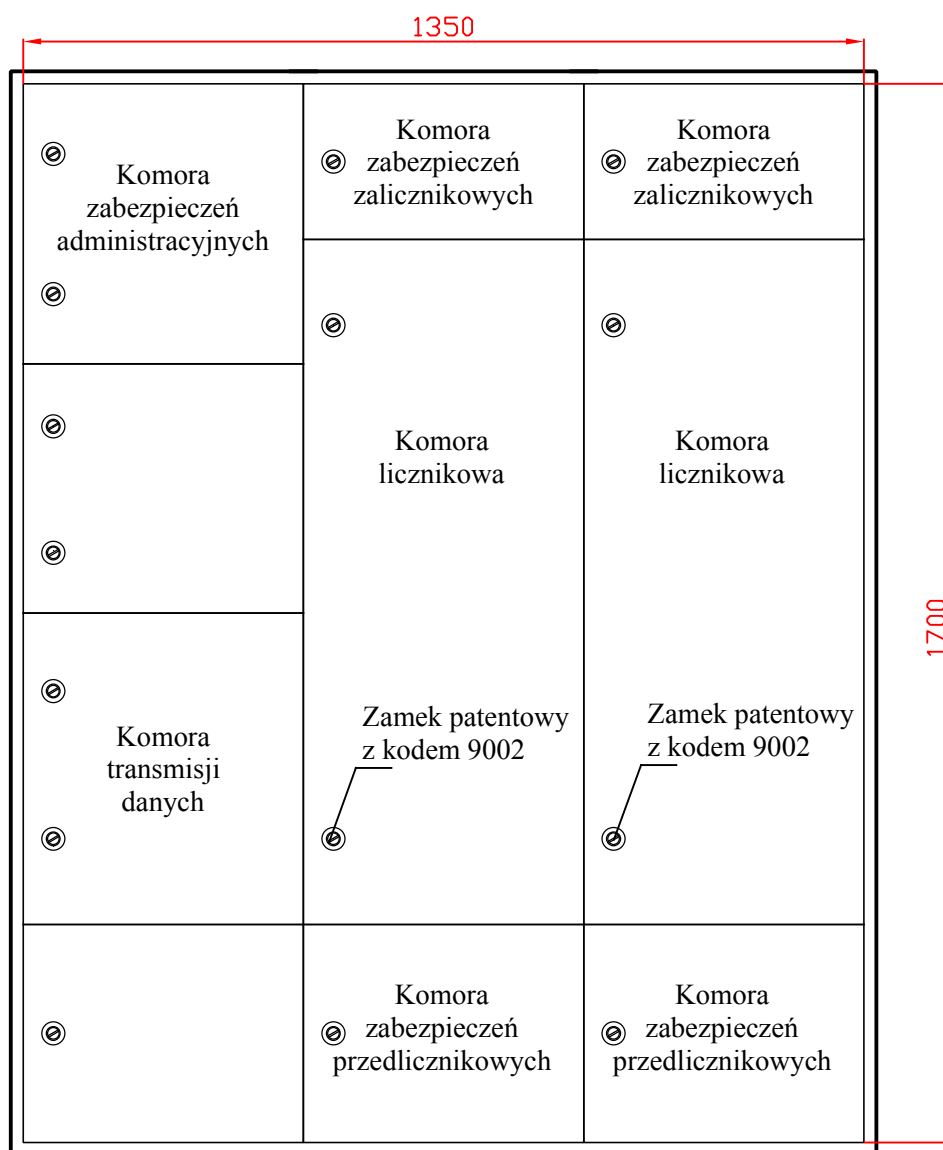 1350
Komora
zabezpieczeń
administracyjnych
Komora
zabezpieczeń
zalicznikowych
Komora
zabezpieczeń
zalicznikowych
Komora
licznikowa
Komora
licznikowa
1700
Komora
transmisji
danych
Zamek patentowy
z kodem 9002
Zamek patentowy
z kodem 9002
Komora
zabezpieczeń
przedlicznikowych
Komora
zabezpieczeń
przedlicznikowych